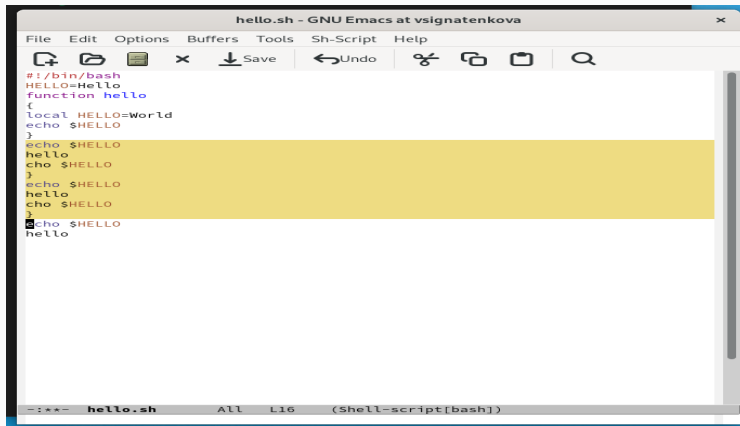 hello.sh - GNU Emacs at vsignatenkova
File Edit Options Buffers Tools Sh-Script Help
Save Undo
#!/bin/bash
HELLO=Hello
function hello
{
local HELLO=World
echo $HELLO
}
echo $HELLO
hello
cho $HELLO
}
echo $HELLO
hello
cho $HELLO
}
echo $HELLO
hello
-:**- hello.sh All L16 (Shell-script[bash])